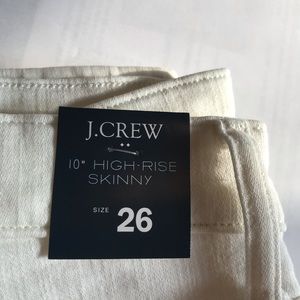 J.CREW
10" HIGH-RISE
SKINNY
SIZE 26